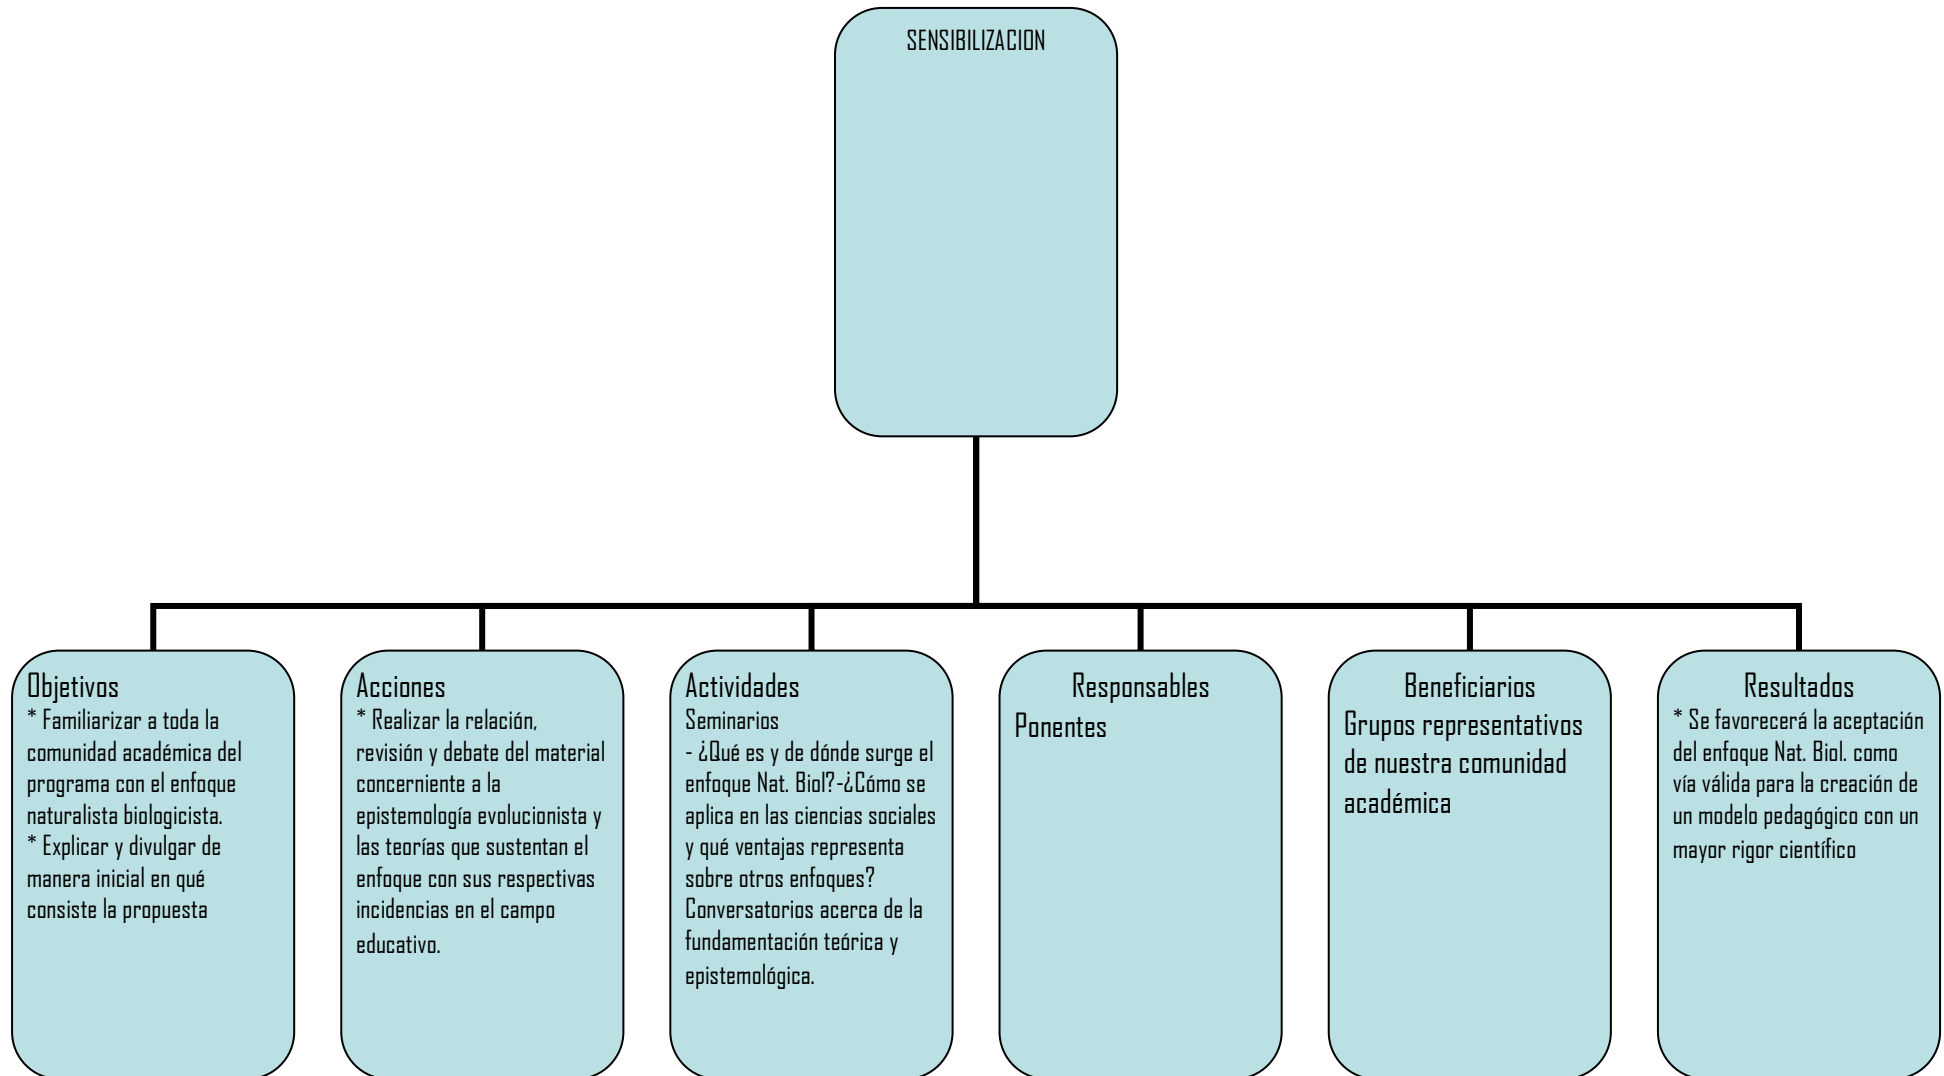 SENSIBILIZACION
Objetivos
* Familiarizar a toda la
comunidad académica del
programa con el enfoque
naturalista biologicista.
* Explicar y divulgar de
manera inicial en qué
consiste la propuesta
Acciones
* Realizar la relación,
revisión y debate del material
concerniente a la
epistemología evolucionista y
las teorías que sustentan el
enfoque con sus respectivas
incidencias en el campo
educativo.
Actividades
Seminarios
- ¿Qué es y de dónde surge el
enfoque Nat. Biol?-¿Cómo se
aplica en las ciencias sociales
y qué ventajas representa
sobre otros enfoques?
Conversatorios acerca de la
fundamentación teórica y
epistemológica.
Responsables
Ponentes
Beneficiarios
Grupos representativos
de nuestra comunidad
académica
Resultados
* Se favorecerá la aceptación
del enfoque Nat. Biol. como
vía válida para la creación de
un modelo pedagógico con un
mayor rigor científico